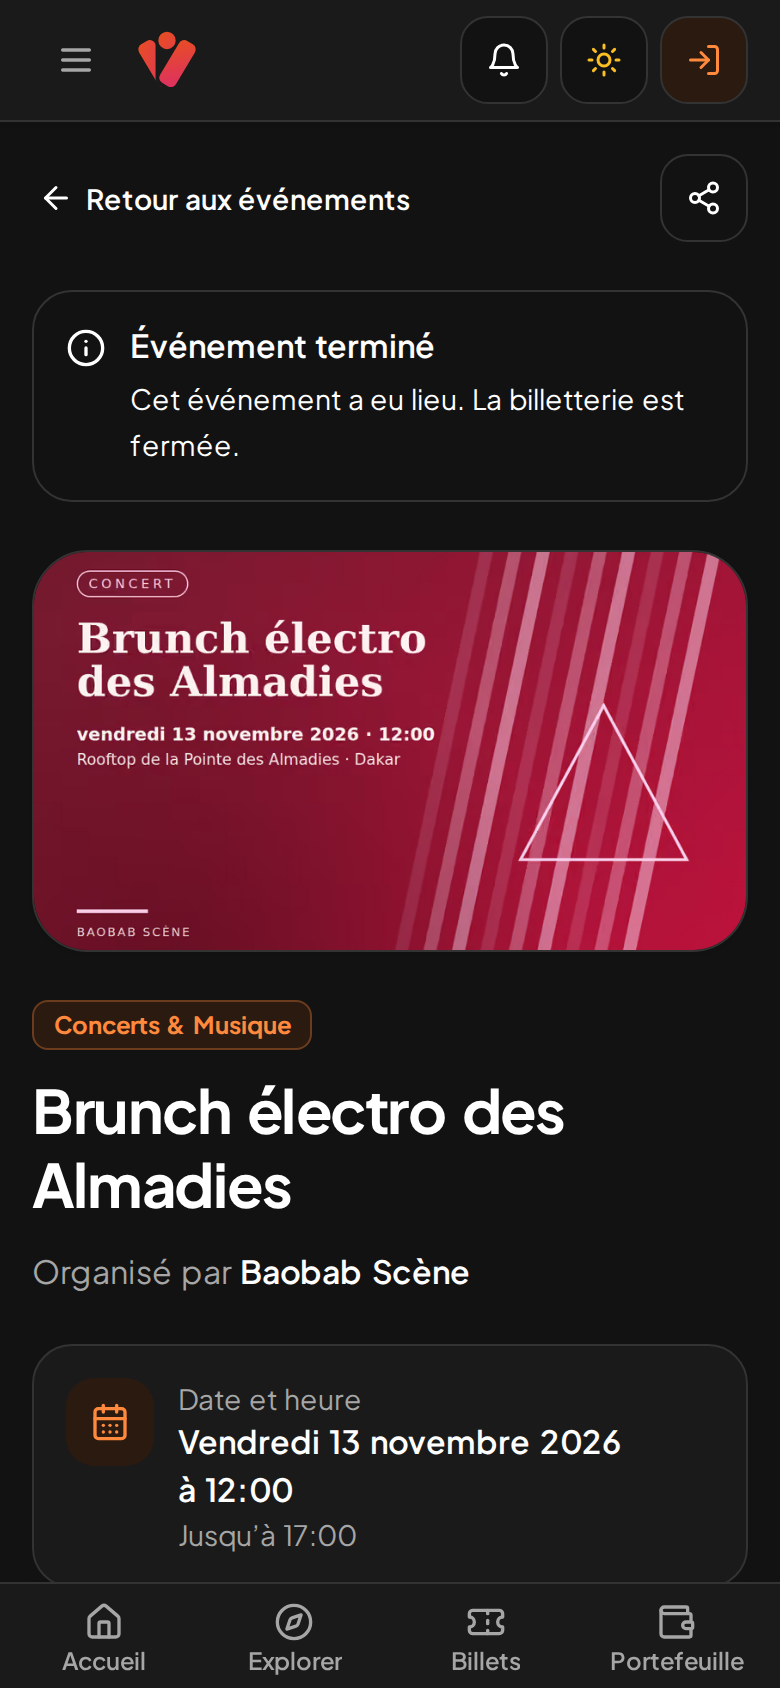 Retour aux événements
Événement terminé
Cet événement a eu lieu. La billetterie est
fermée.
CONCERT
Brunch électro
des Almadies
vendredi 13 novembre 2026 · 12:00
Rooftop de la Pointe des Almadies · Dakar
BAOBAB SCÈNE
Concerts & Musique
Brunch électro des
Almadies
Organisé par Baobab Scène
Date et heure
Vendredi 13 novembre 2026
à 12:00
Jusqu’à 17:00
Accueil
Explorer
Billets
Portefeuille